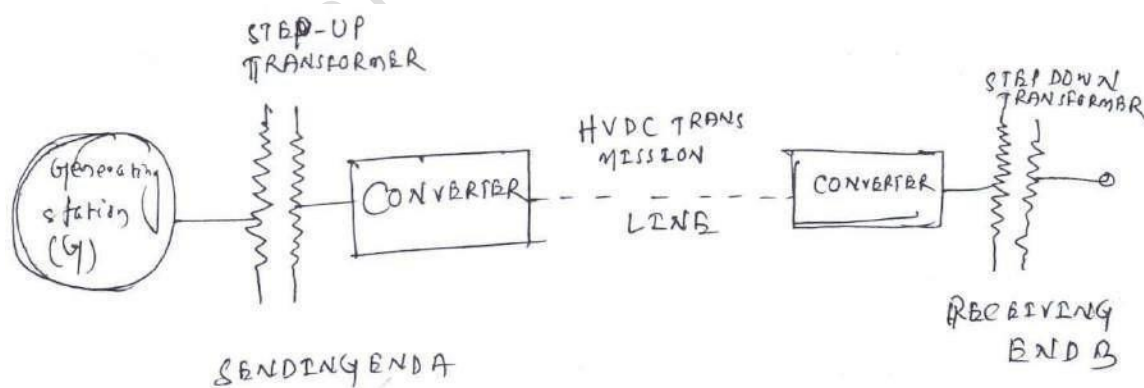 STEP-UP
TRANSFORMER
Generating
station
(G)
CONVERTER
HVDC TRANS
MISSION
LINE
CONVERTER
STEP DOWN
TRANSFORMER
SENDING END A
RECEIVING
END B